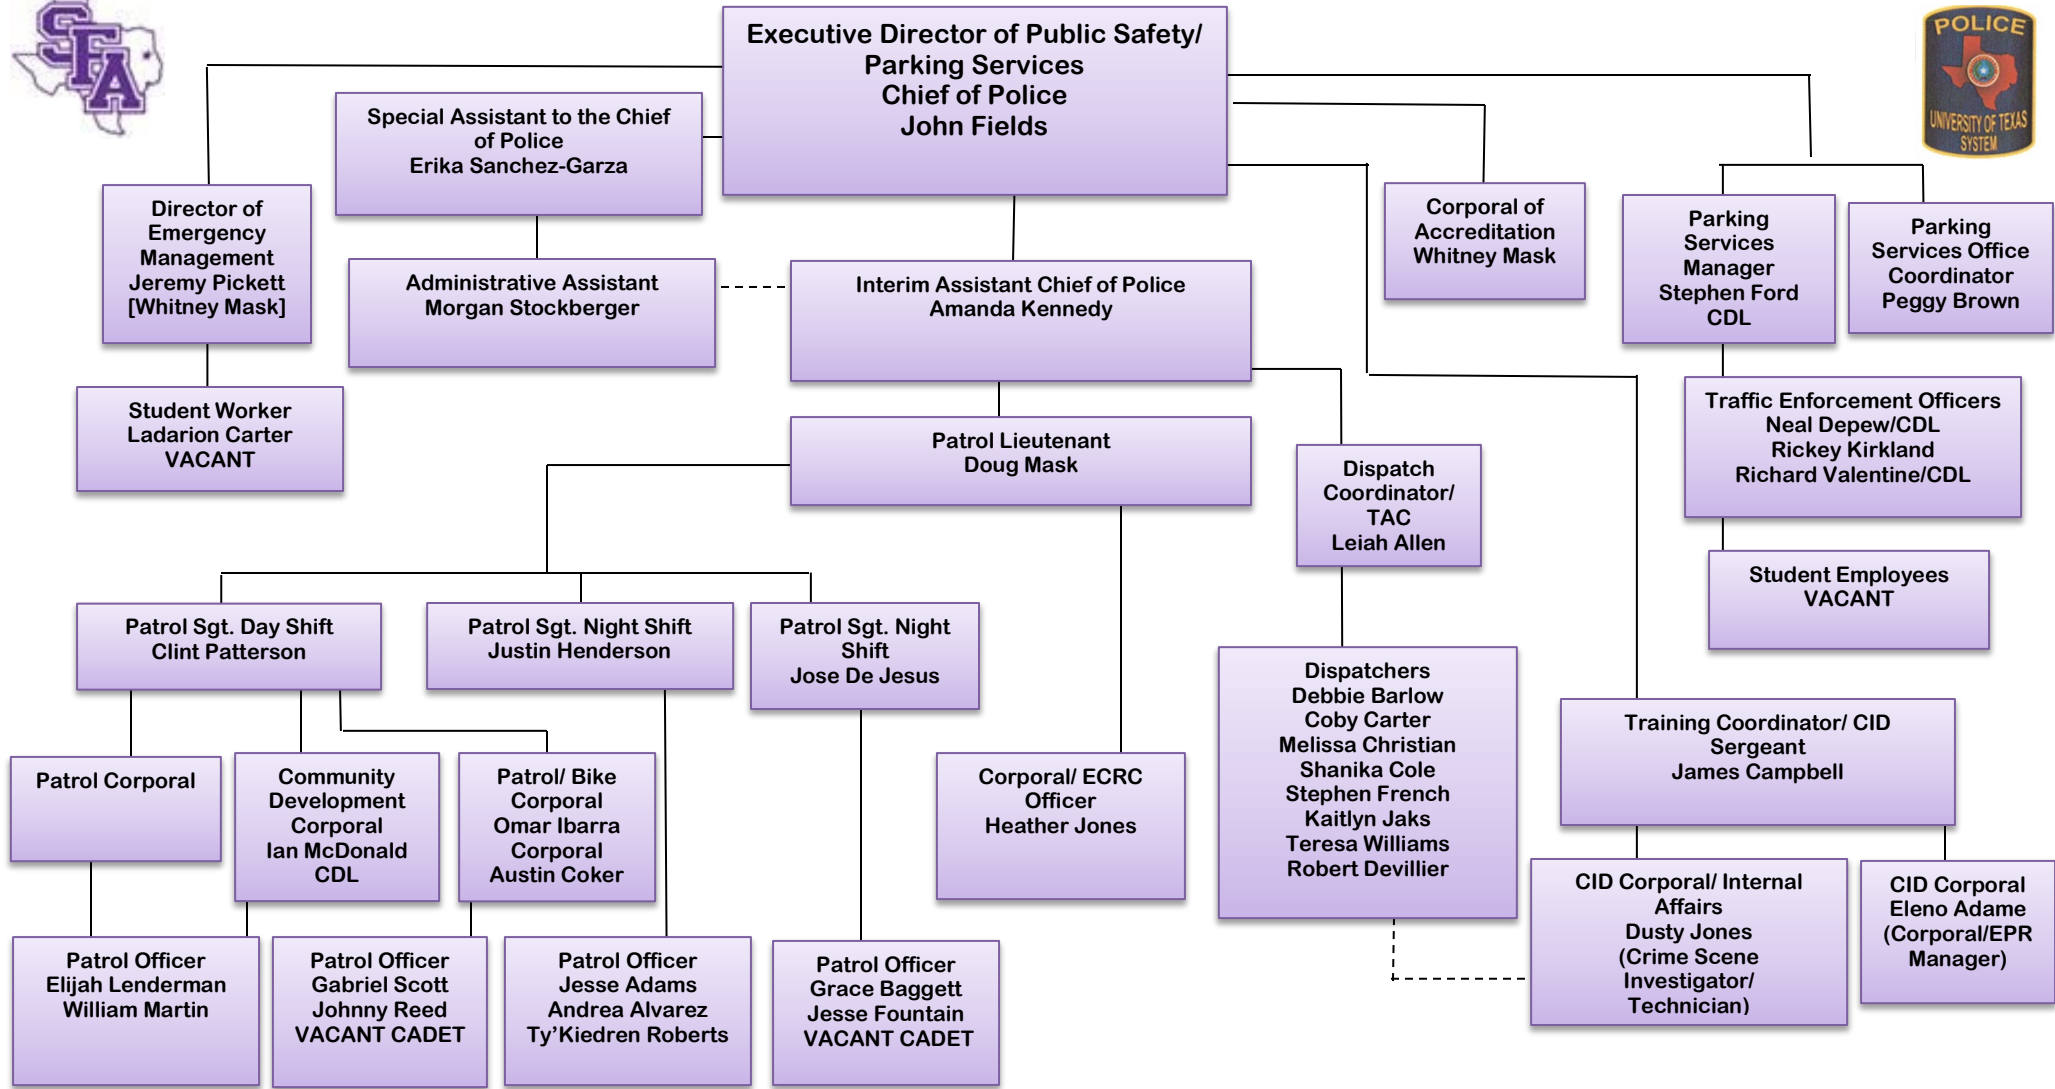 SFA
POLICE
UNIVERSITY OF TEXAS
SYSTEM
Executive Director of Public Safety/
Parking Services
Chief of Police
John Fields
Special Assistant to the Chief
of Police
Erika Sanchez-Garza
Director of
Emergency
Management
Jeremy Pickett
[Whitney Mask]
Administrative Assistant
Morgan Stockberger
Interim Assistant Chief of Police
Amanda Kennedy
Corporal of
Accreditation
Whitney Mask
Parking
Services
Manager
Stephen Ford
CDL
Parking
Services Office
Coordinator
Peggy Brown
Student Worker
Ladarion Carter
VACANT
Patrol Lieutenant
Doug Mask
Dispatch
Coordinator/
TAC
Leiah Allen
Traffic Enforcement Officers
Neal Depew/CDL
Rickey Kirkland
Richard Valentine/CDL
Student Employees
VACANT
Patrol Sgt. Day Shift
Clint Patterson
Patrol Sgt. Night Shift
Justin Henderson
Patrol Sgt. Night
Shift
Jose De Jesus
Dispatchers
Debbie Barlow
Coby Carter
Melissa Christian
Shanika Cole
Stephen French
Kaitlyn Jaks
Teresa Williams
Robert Devillier
Training Coordinator/ CID
Sergeant
James Campbell
Patrol Corporal
Community
Development
Corporal
Ian McDonald
CDL
Patrol/ Bike
Corporal
Omar Ibarra
Corporal
Austin Coker
Corporal/ ECRC
Officer
Heather Jones
CID Corporal/ Internal
Affairs
Dusty Jones
(Crime Scene
Investigator/
Technician)
CID Corporal
Eleno Adame
(Corporal/EPR
Manager)
Patrol Officer
Elijah Lenderman
William Martin
Patrol Officer
Gabriel Scott
Johnny Reed
VACANT CADET
Patrol Officer
Jesse Adams
Andrea Alvarez
Ty’Kiedren Roberts
Patrol Officer
Grace Baggett
Jesse Fountain
VACANT CADET